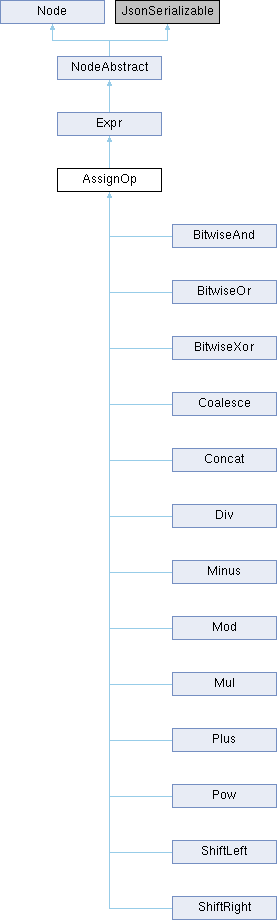 Node
JsonSerializable
NodeAbstract
Expr
AssignOp
BitwiseAnd
BitwiseOr
BitwiseXor
Coalesce
Concat
Div
Minus
Mod
Mul
Plus
Pow
ShiftLeft
ShiftRight